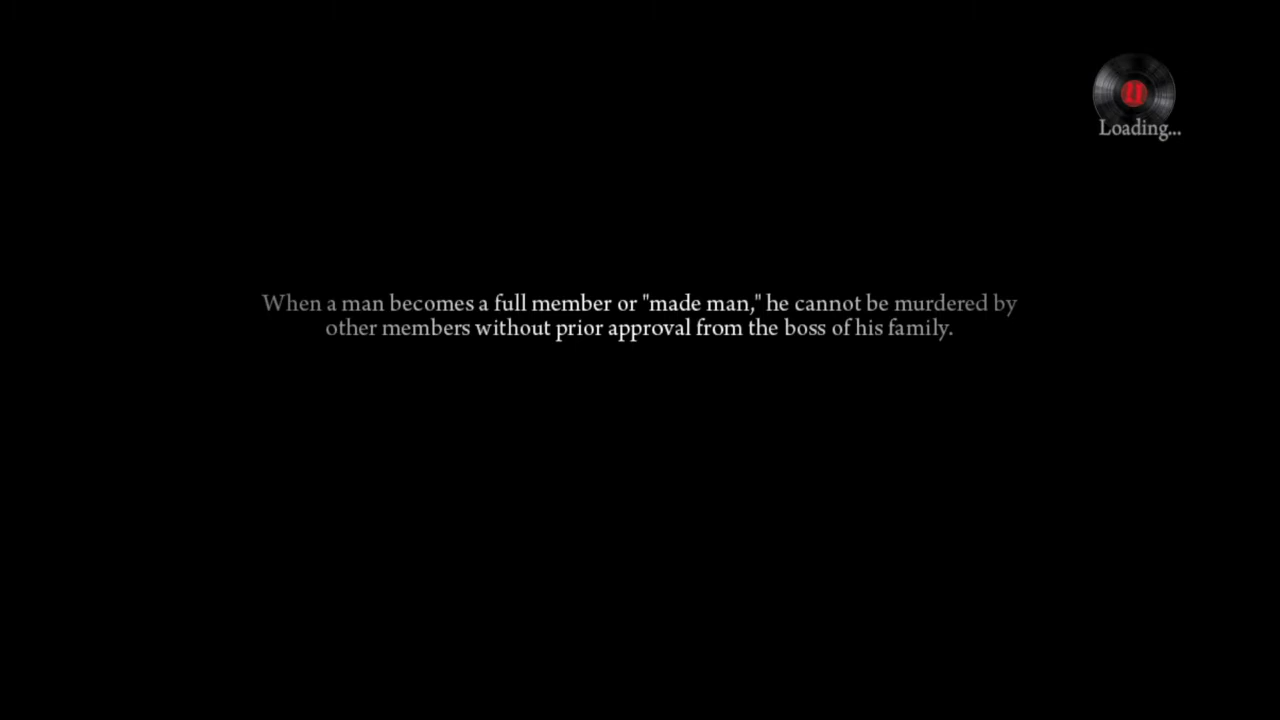 Loading...
When a man becomes a full member or "made man," he cannot be murdered by
other members without prior approval from the boss of his family.